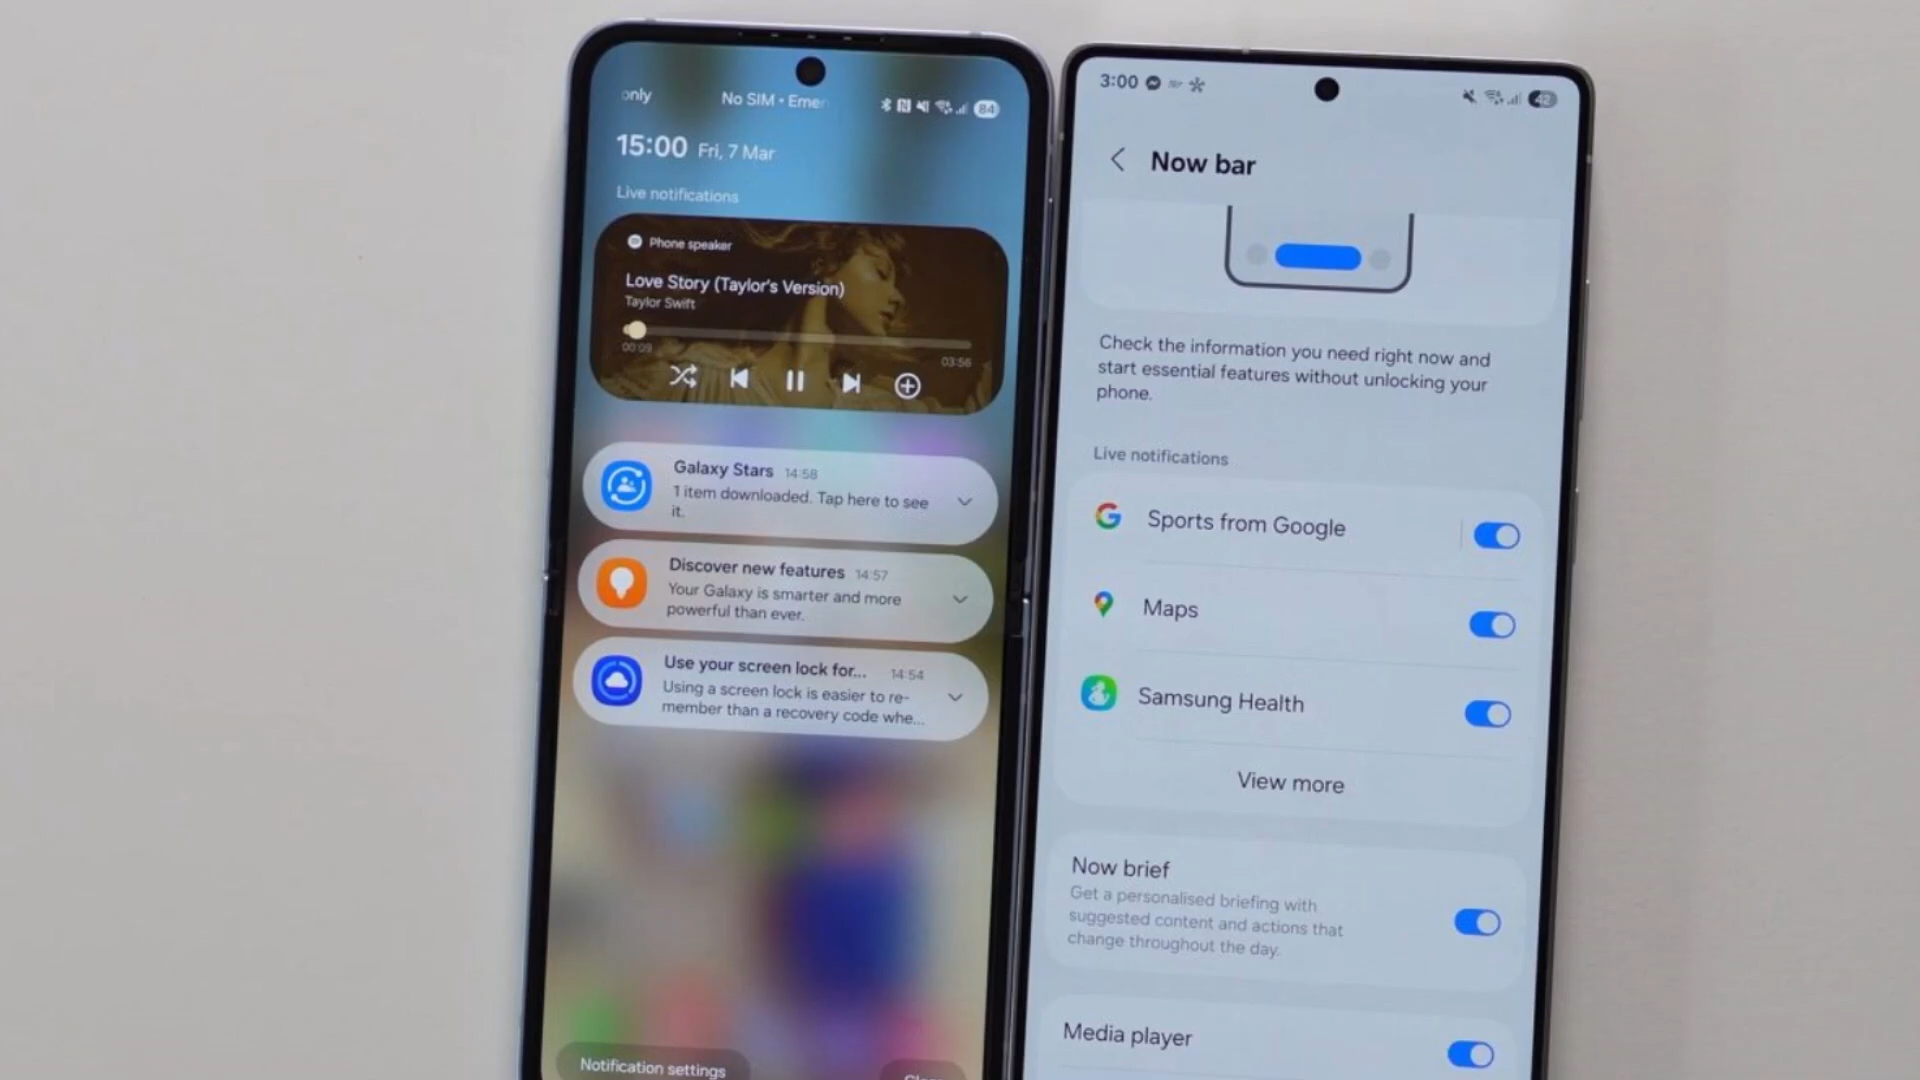 only No SIM • Emer 84
15:00 Fri, 7 Mar
Live notifications
Phone speaker
Love Story (Taylor's Version)
Taylor Swift
00:09 03:56
Galaxy Stars 14:58
1 item downloaded. Tap here to see
it.
Discover new features 14:57
Your Galaxy is smarter and more
powerful than ever.
Use your screen lock for... 14:54
Using a screen lock is easier to re-
member than a recovery code whe...
Notification settings
3:00 42
Now bar
Check the information you need right now and
start essential features without unlocking your
phone.
Live notifications
Sports from Google
Maps
Samsung Health
View more
Now brief
Get a personalised briefing with
suggested content and actions that
change throughout the day.
Media player